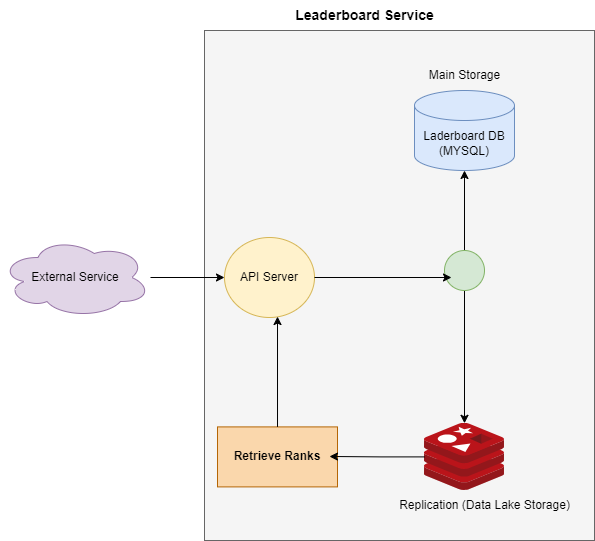 Leaderboard Service
Main Storage
Laderboard DB
(MYSQL)
External Service
API Server
Retrieve Ranks
Replication (Data Lake Storage)